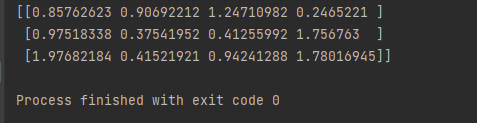 [[0.85762623 0.90692212 1.24710982 0.2465221 ]
 [0.97518338 0.37541952 0.41255992 1.756763  ]
 [1.97682184 0.41521921 0.94241288 1.78016945]]

Process finished with exit code 0